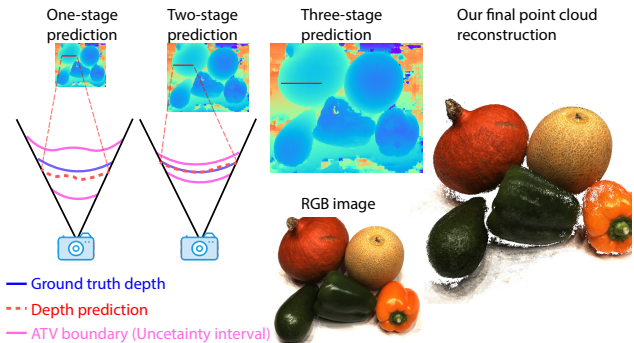 One-stage
prediction
Two-stage
prediction
Three-stage
prediction
Our final point cloud
reconstruction
RGB image
Ground truth depth
Depth prediction
ATV boundary (Uncetainty interval)